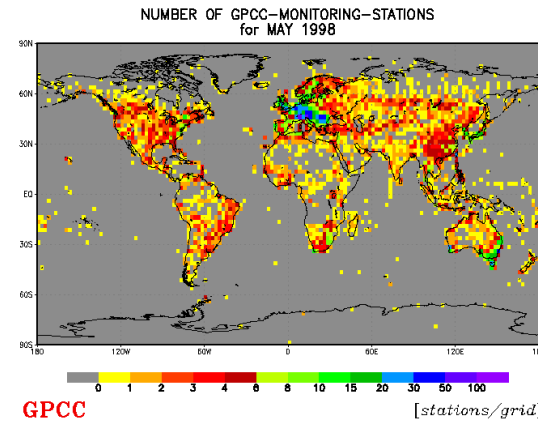 NUMBER OF GPCC-MONITORING-STATIONS
for MAY 1998
90N
60N
30N
EQ
30S
60S
90S
180 120W 60W 0 60E 120E 18
0 1 2 3 4 6 8 10 15 20 30 50 100
GPCC [stations/grid]